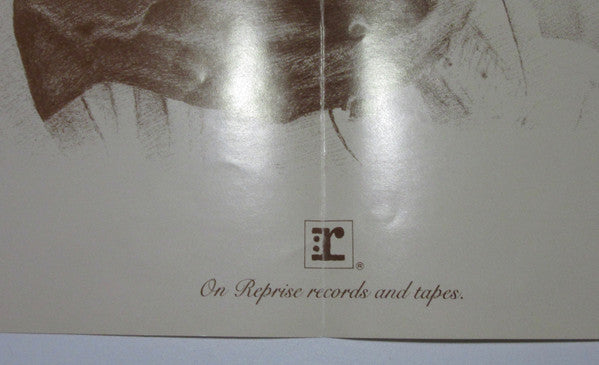 r
®
On Reprise records and tapes.